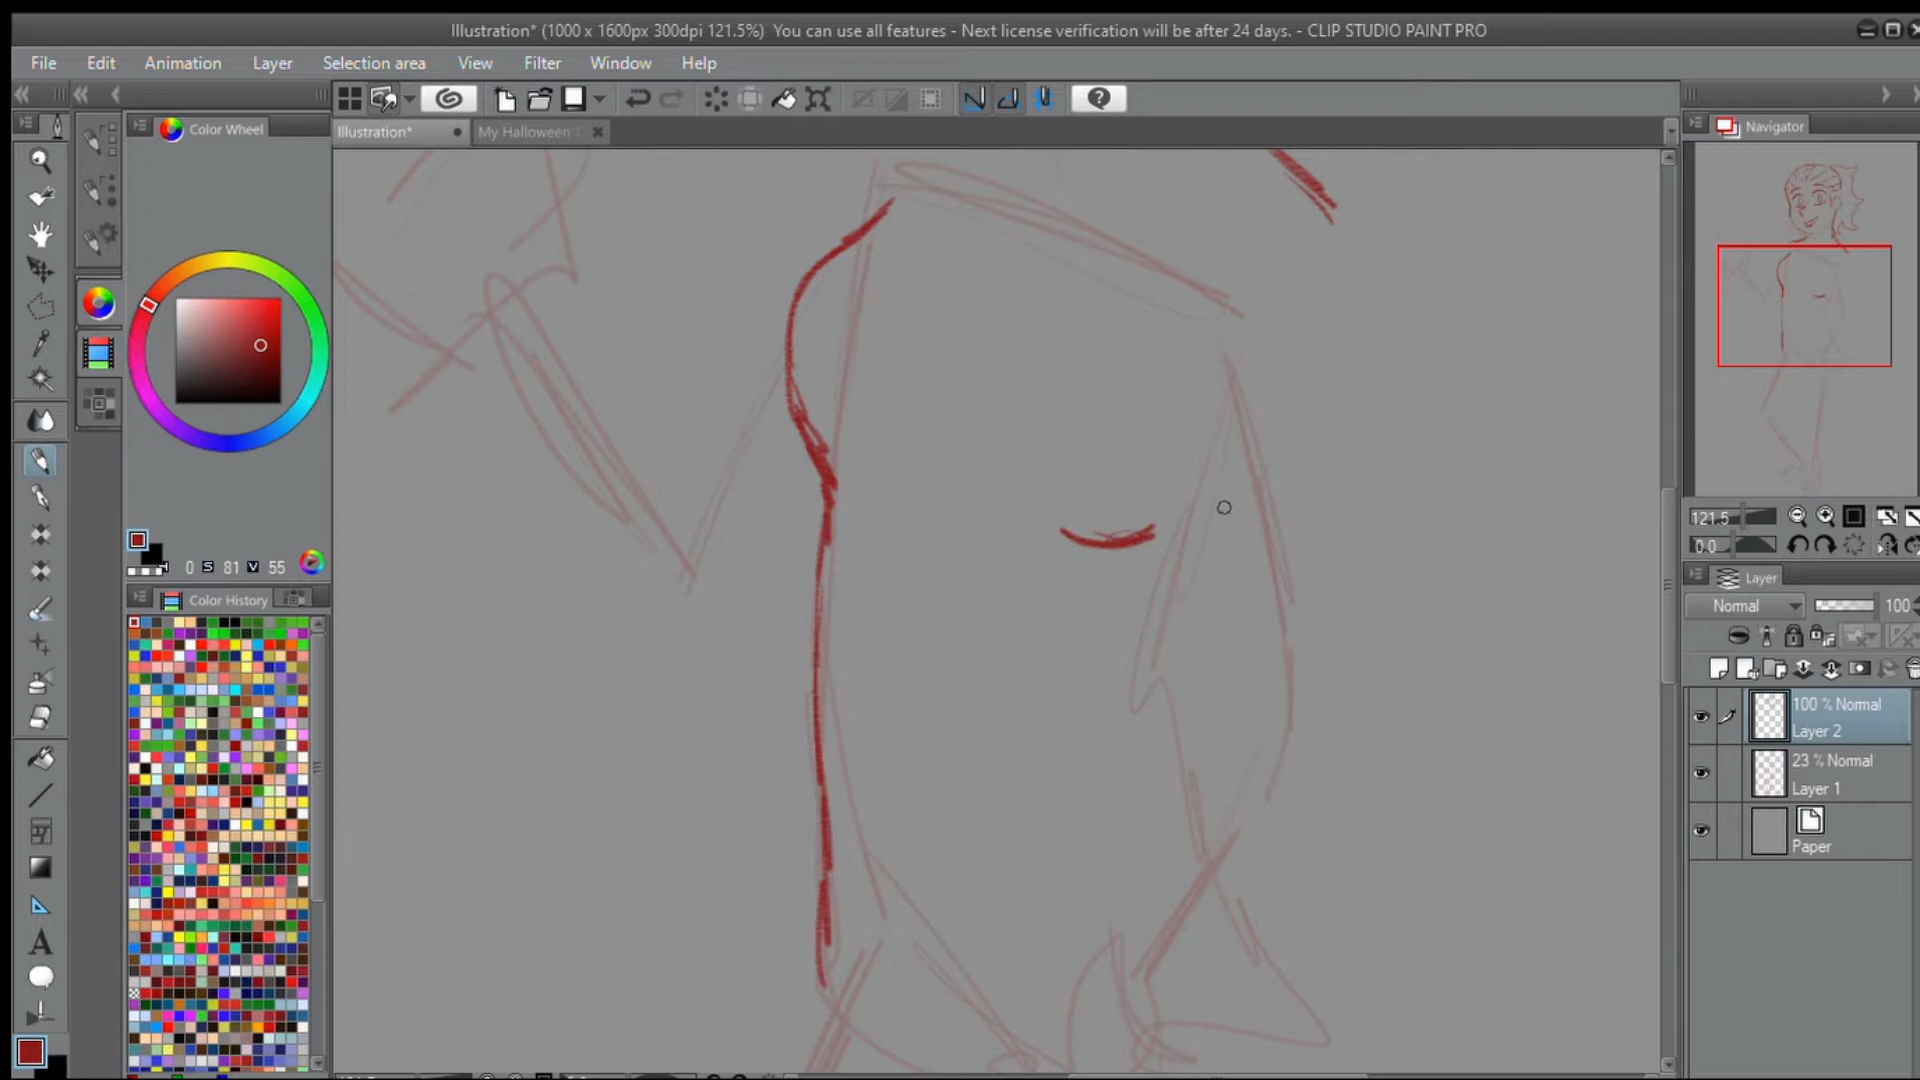 Illustration* (1000 x 1600px 300dpi 121.5%)  You can use all features - Next license verification will be after 24 days. - CLIP STUDIO PAINT PRO
File Edit Animation Layer Selection area View Filter Window Help
Color Wheel
Illustration*
My Halloween
Navigator
121.5
0.0
0 S 81 V 55
Color History
Layer
Normal 100
100 % Normal
Layer 2
23 % Normal
Layer 1
Paper